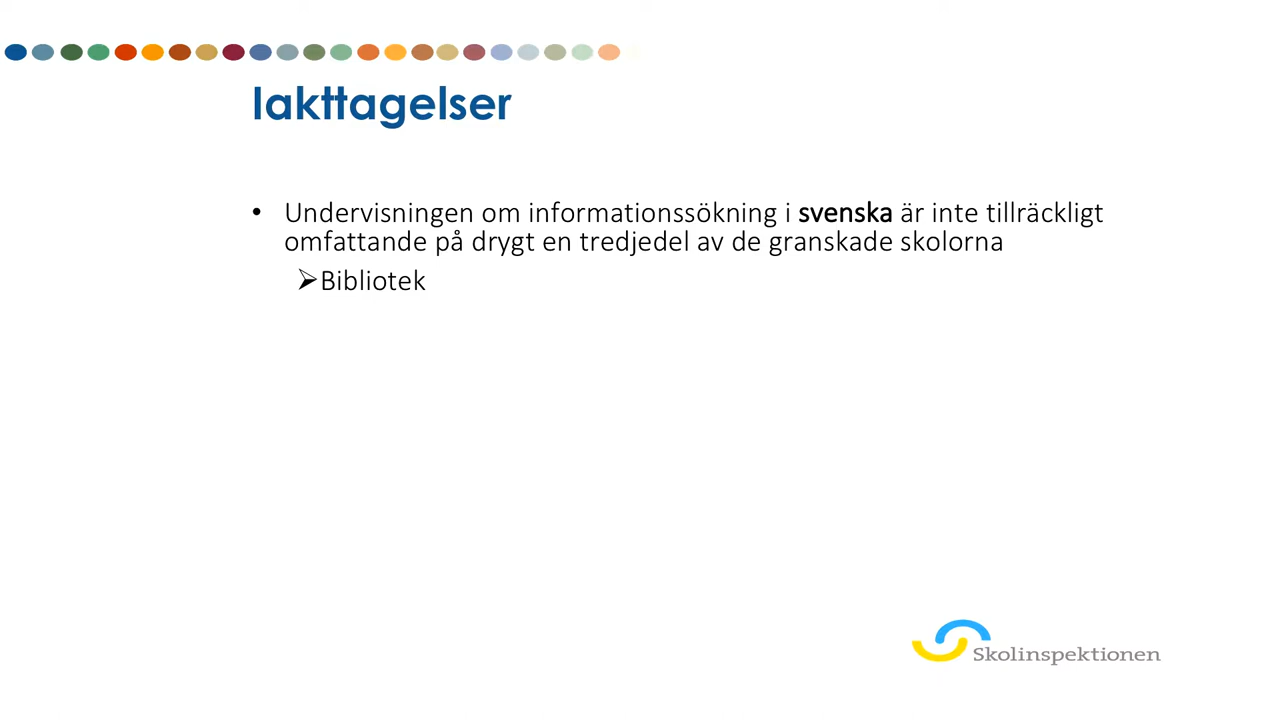 Iakttagelser
• Undervisningen om informationssökning i svenska är inte tillräckligt
omfattande på drygt en tredjedel av de granskade skolorna
➢Bibliotek
Skolinspektionen